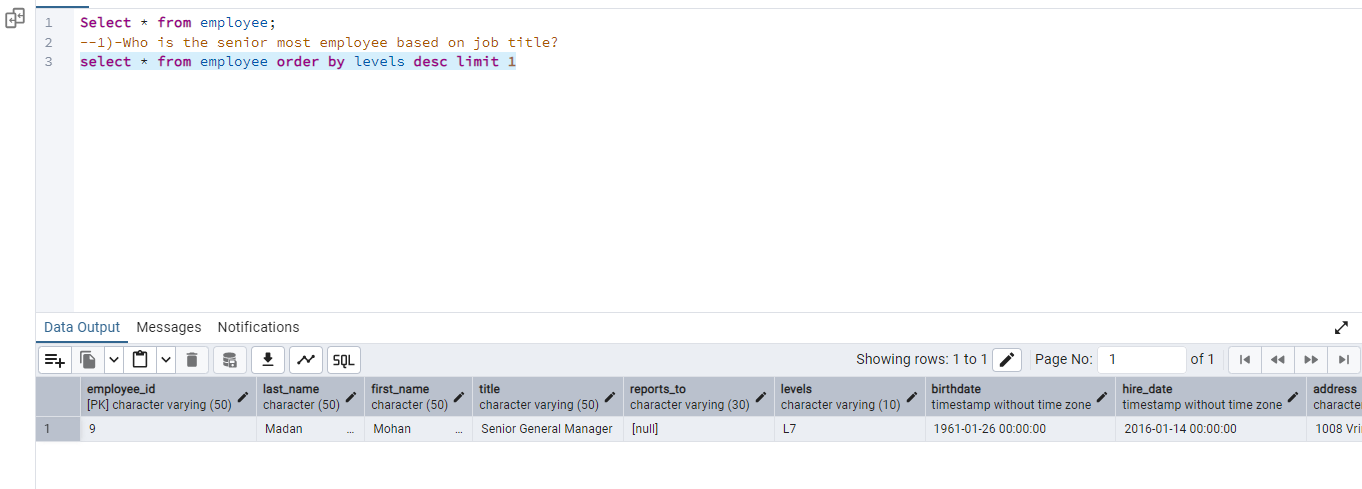 1 Select * from employee;
2 --1)-Who is the senior most employee based on job title?
3 select * from employee order by levels desc limit 1
Data Output Messages Notifications
SQL Showing rows: 1 to 1 Page No: 1 of 1
employee_id last_name first_name title reports_to levels birthdate hire_date address
[PK] character varying (50) character (50) character (50) character varying (50) character varying (30) character varying (10) timestamp without time zone timestamp without time zone characte
1 9 Madan ... Mohan ... Senior General Manager [null] L7 1961-01-26 00:00:00 2016-01-14 00:00:00 1008 Vri